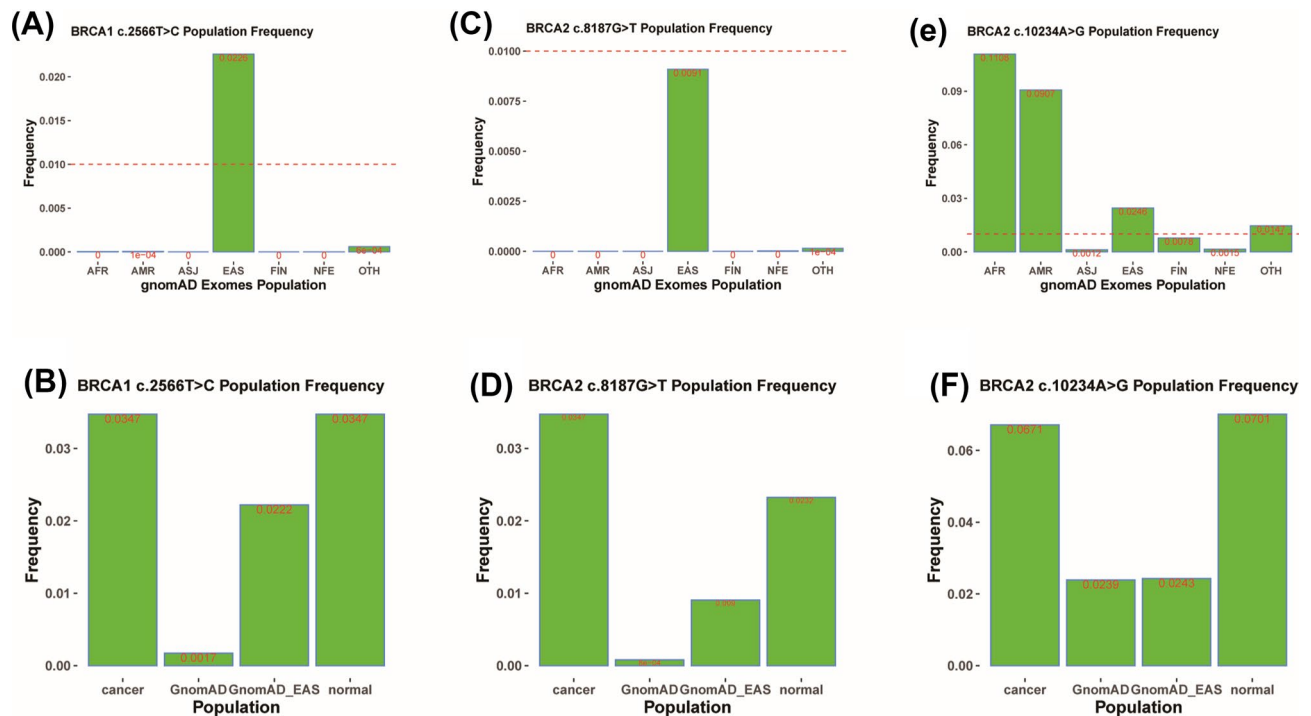 (A)
BRCA1 c.2566T>C Population Frequency
Frequency
0.020
0.015
0.010
0.005
0.000
0.0226
0
1e−04
0
0
0
6e−04
AFR AMR ASJ EAS FIN NFE OTH
gnomAD Exomes Population
(C)
BRCA2 c.8187G>T Population Frequency
Frequency
0.0100
0.0075
0.0050
0.0025
0.0000
0.0091
0
0
0
0
0
1e−04
AFR AMR ASJ EAS FIN NFE OTH
gnomAD Exomes Population
(e)
BRCA2 c.10234A>G Population Frequency
Frequency
0.09
0.06
0.03
0.00
0.1108
0.0907
0.0012
0.0246
0.0078
0.0015
0.0147
AFR AMR ASJ EAS FIN NFE OTH
gnomAD Exomes Population
(B)
BRCA1 c.2566T>C Population Frequency
Frequency
0.03
0.02
0.01
0.00
0.0347
0.0017
0.0222
0.0347
cancer GnomAD GnomAD_EAS normal
Population
(D)
BRCA2 c.8187G>T Population Frequency
Frequency
0.03
0.02
0.01
0.00
0.0347
0.009
cancer GnomAD GnomAD_EAS normal
Population
(F)
BRCA2 c.10234A>G Population Frequency
Frequency
0.06
0.04
0.02
0.00
0.0671
0.0239
0.0243
0.0701
cancer GnomAD GnomAD_EAS normal
Population